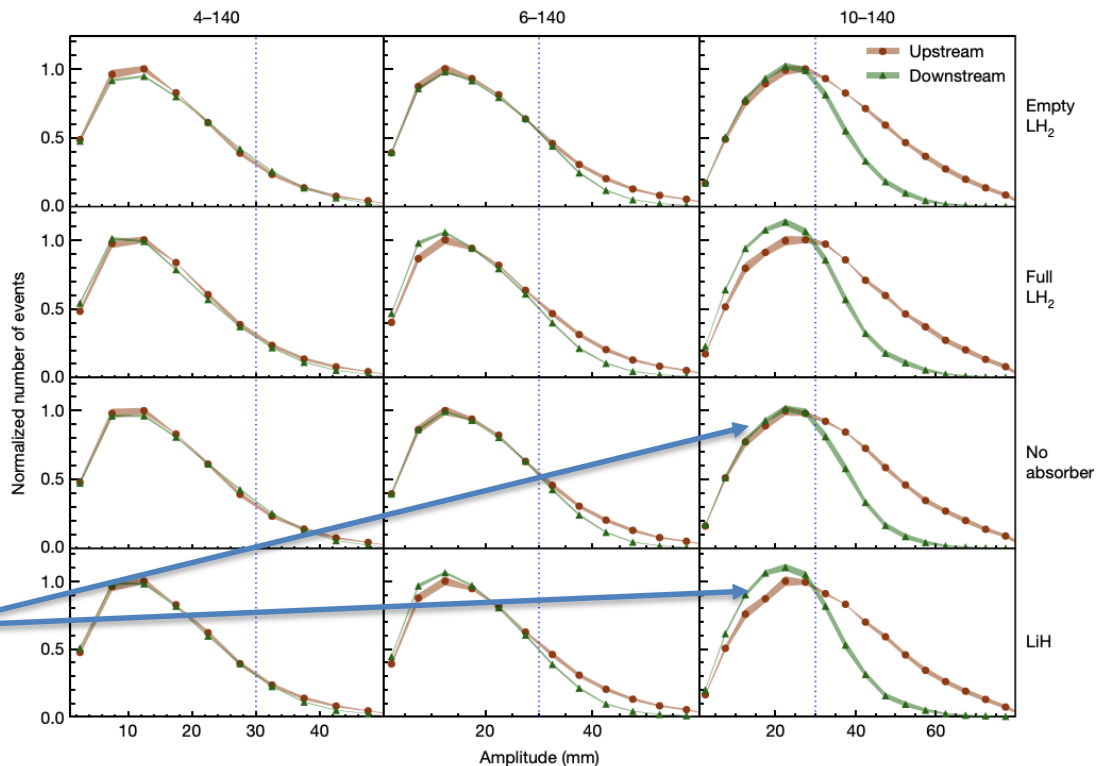 4–140 6–140 10–140
Upstream
Downstream
Normalized number of events
1.0
0.5
0.0
Empty
LH2
1.0
0.5
0.0
Full
LH2
1.0
0.5
0.0
No
absorber
1.0
0.5
0.0
LiH
10 20 30 40 20 40 20 40 60
Amplitude (mm)